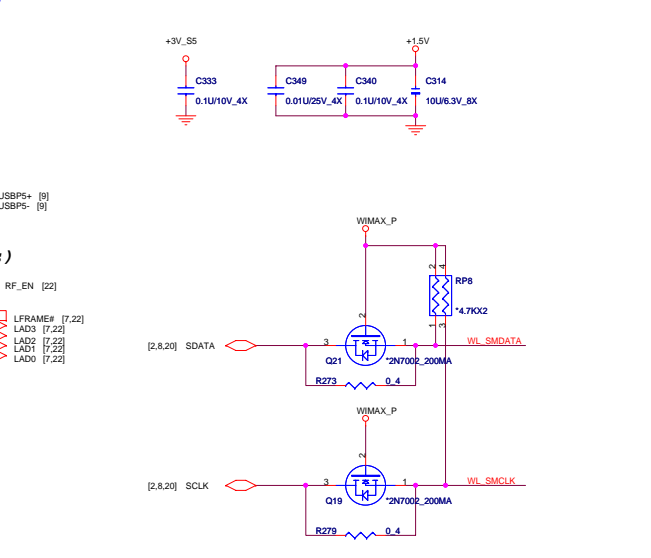 +3V_S5
+1.5V
C333
0.1U/10V_4X
C349
0.01U/25V_4X
C340
0.1U/10V_4X
C314
10U/6.3V_8X
USBP5+ [9]
USBP5- [9]
)
RF_EN [22]
LFRAME# [7,22]
LAD3 [7,22]
LAD2 [7,22]
LAD1 [7,22]
LAD0 [7,22]
WIMAX_P
2 4
RP8
*4.7KX2
1 3
2
[2,8,20] SDATA
3
1
WL_SMDATA
Q21
*2N7002_200MA
R273
0_4
WIMAX_P
2
[2,8,20] SCLK
3
1
WL_SMCLK
Q19
*2N7002_200MA
R279
0_4